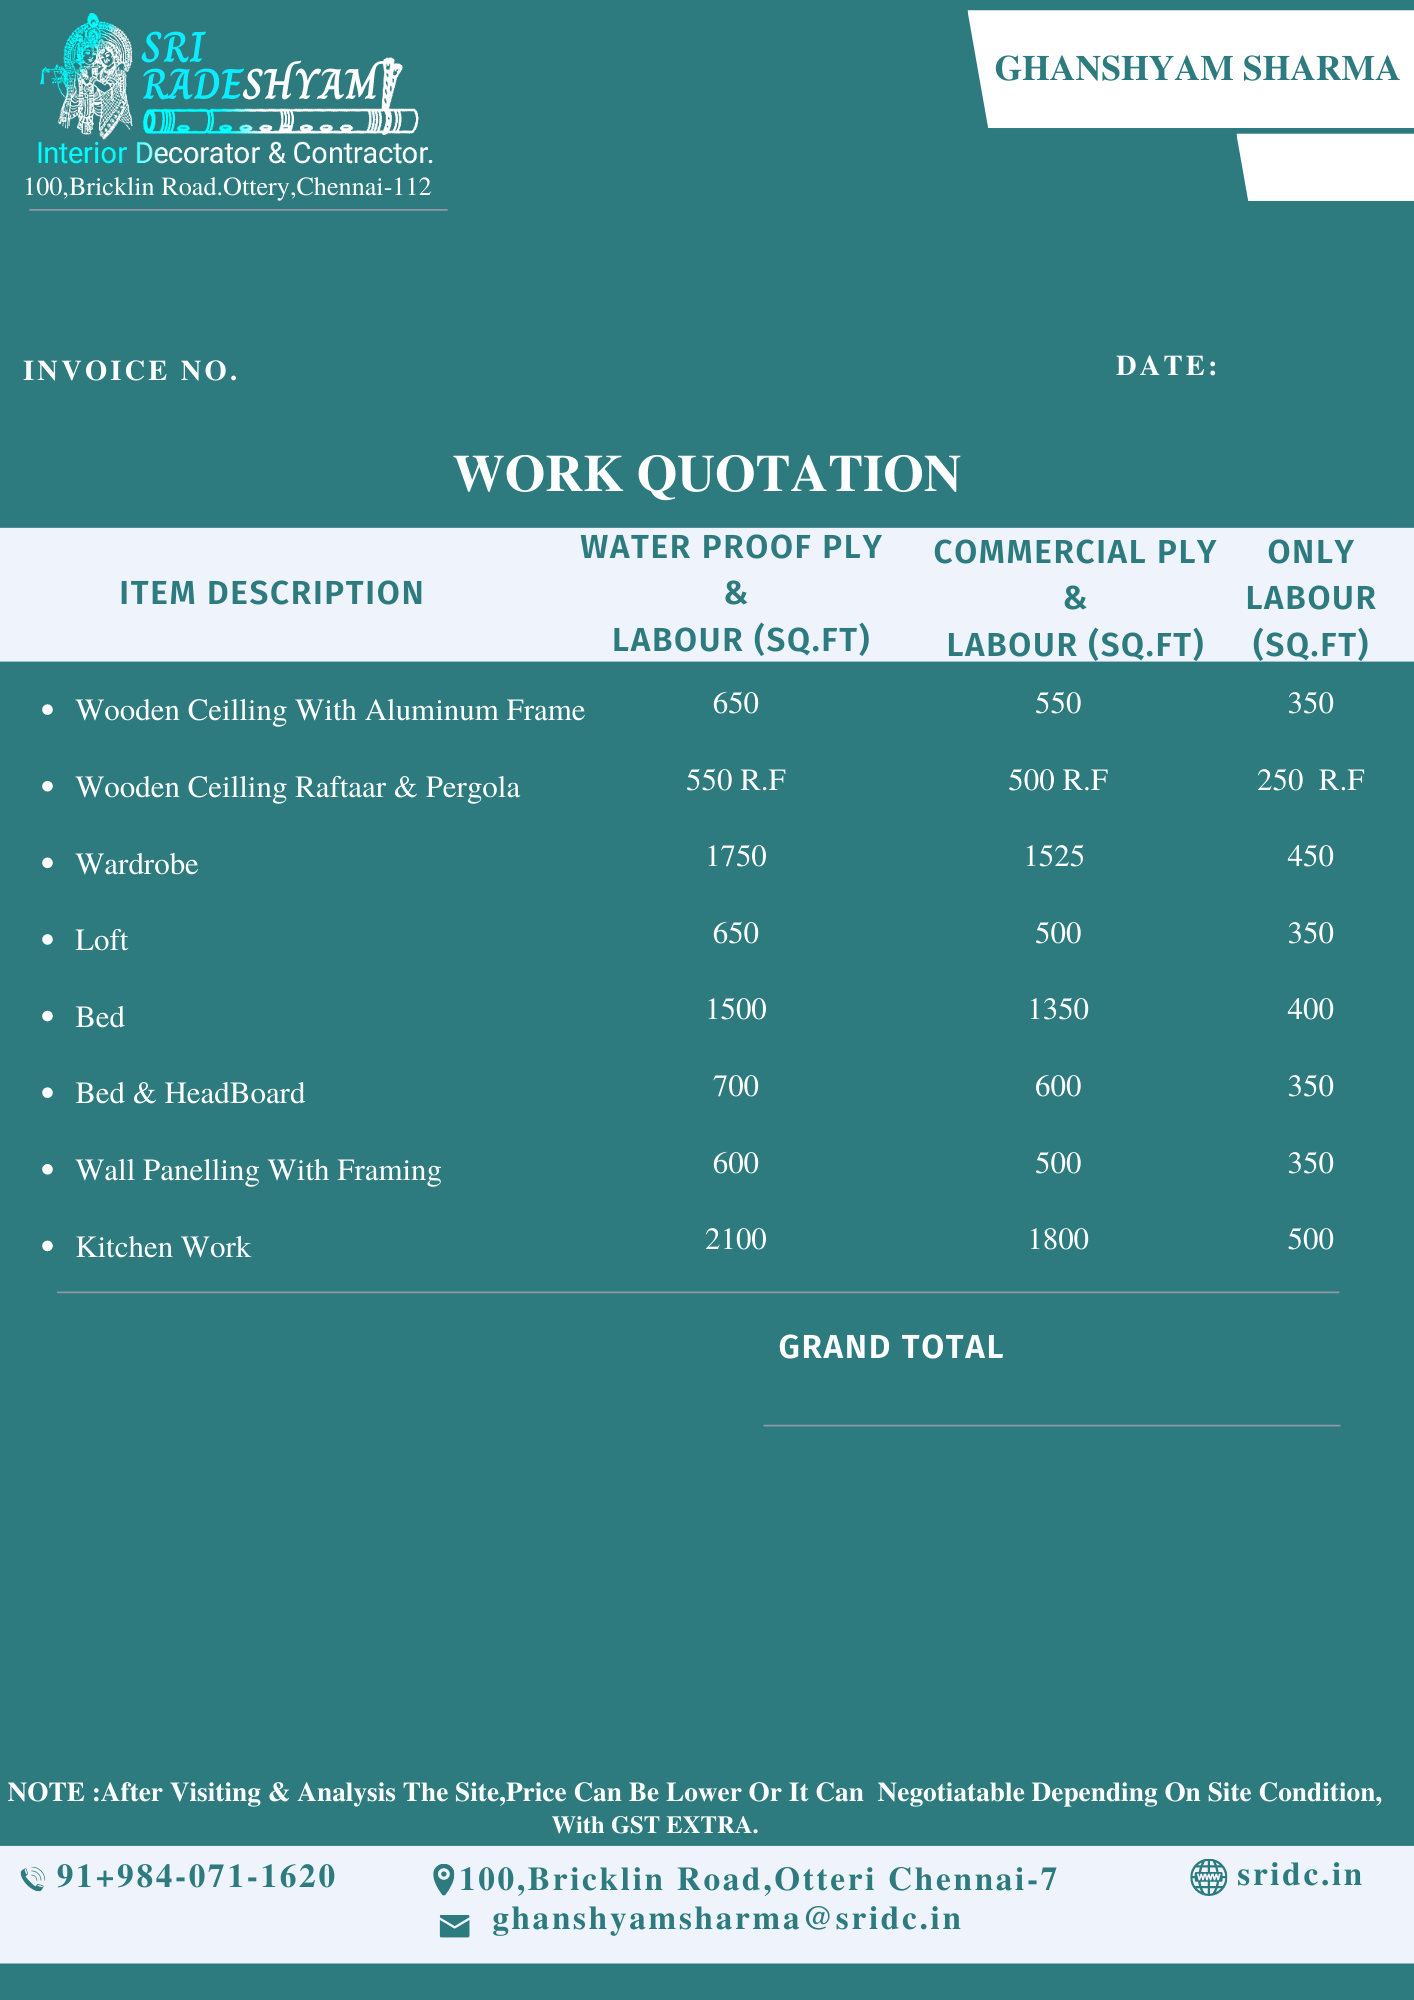 SRI
RADESHYAM
Interior Decorator & Contractor.
100,Bricklin Road.Ottery,Chennai-112
GHANSHYAM SHARMA
INVOICE NO.
DATE:
WORK QUOTATION
ITEM DESCRIPTION
WATER PROOF PLY
&
LABOUR (SQ.FT)
COMMERCIAL PLY
&
LABOUR (SQ.FT)
ONLY
LABOUR
(SQ.FT)
• Wooden Ceilling With Aluminum Frame 650 550 350
• Wooden Ceilling Raftaar & Pergola 550 R.F 500 R.F 250 R.F
• Wardrobe 1750 1525 450
• Loft 650 500 350
• Bed 1500 1350 400
• Bed & HeadBoard 700 600 350
• Wall Panelling With Framing 600 500 350
• Kitchen Work 2100 1800 500
GRAND TOTAL
NOTE :After Visiting & Analysis The Site,Price Can Be Lower Or It Can Negotiatable Depending On Site Condition,
With GST EXTRA.
91+984-071-1620
100,Bricklin Road,Otteri Chennai-7
ghanshyamsharma@sridc.in
sridc.in